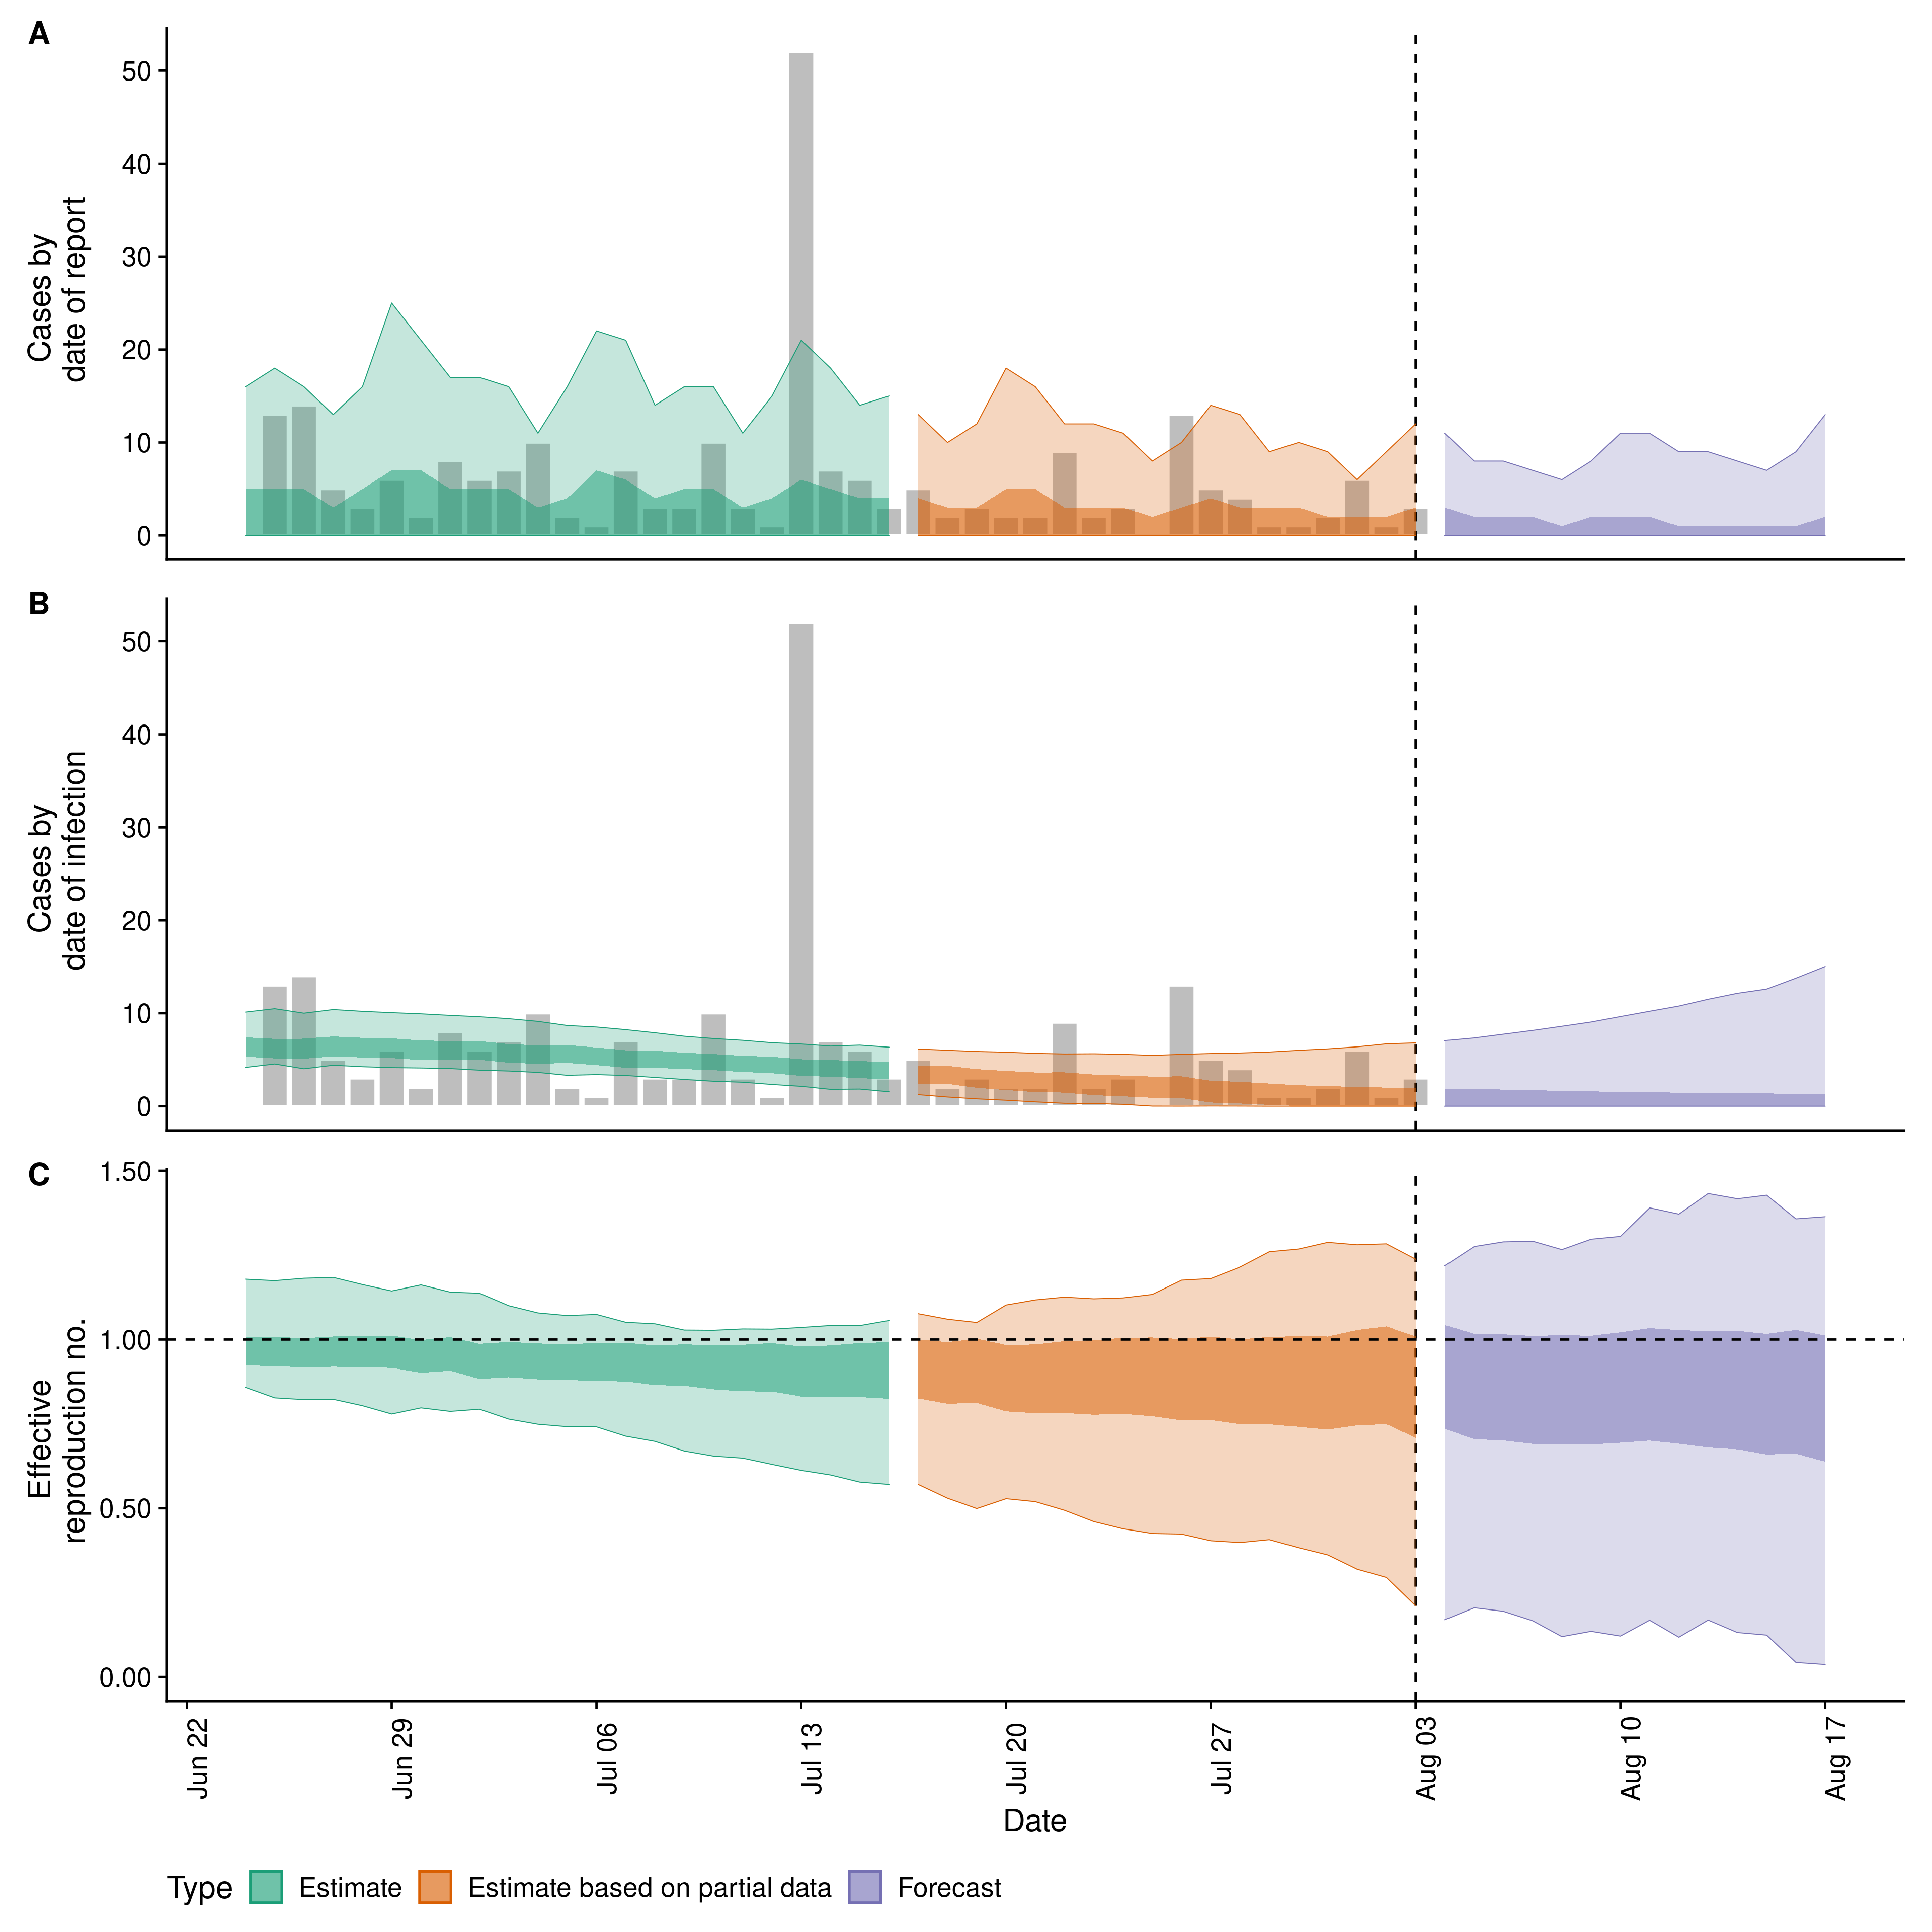 A
50
40
30
20
10
0
Cases by
date of report
B
50
40
30
20
10
0
Cases by
date of infection
C
1.50
1.00
0.50
0.00
Effective
reproduction no.
Jun 22
Jun 29
Jul 06
Jul 13
Jul 20
Jul 27
Aug 03
Aug 10
Aug 17
Date
Type Estimate Estimate based on partial data Forecast